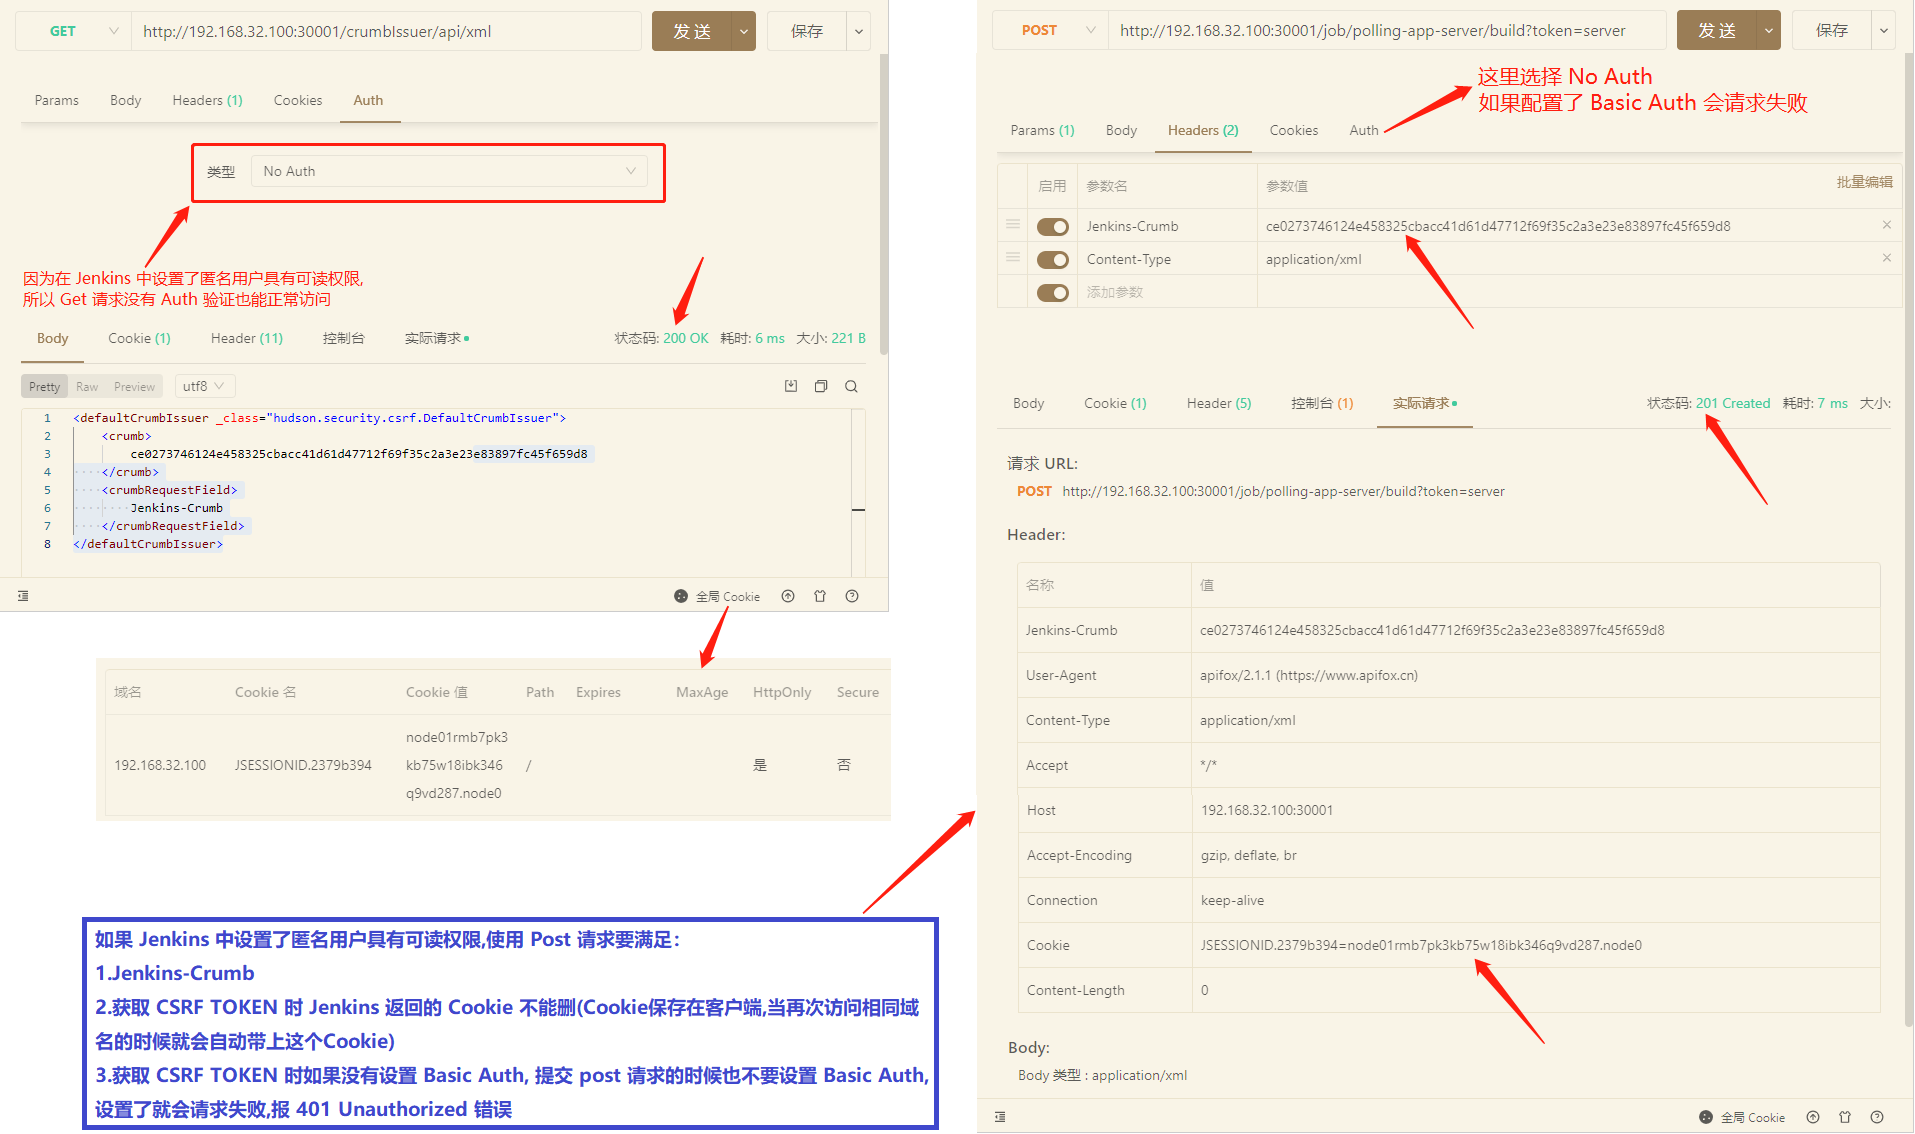 GET
http://192.168.32.100:30001/crumbIssuer/api/xml
发 送
保存
Params
Body
Headers (1)
Cookies
Auth
类型
No Auth
因为在 Jenkins 中设置了匿名用户具有可读权限,
所以 Get 请求没有 Auth 验证也能正常访问
Body
Cookie (1)
Header (11)
控制台
实际请求
状态码: 200 OK
耗时: 6 ms
大小: 221 B
Pretty
Raw
Preview
utf8
1 <defaultCrumbIssuer _class="hudson.security.csrf.DefaultCrumbIssuer">
2 <crumb>
3 ce0273746124e458325cbacc41d61d47712f69f35c2a3e23e83897fc45f659d8
4 </crumb>
5 <crumbRequestField>
6 Jenkins-Crumb
7 </crumbRequestField>
8 </defaultCrumbIssuer>
全局 Cookie
域名
Cookie 名
Cookie 值
Path
Expires
MaxAge
HttpOnly
Secure
192.168.32.100
JSESSIONID.2379b394
node01rmb7pk3
kb75w18ibk346
q9vd287.node0
/
是
否
如果 Jenkins 中设置了匿名用户具有可读权限,使用 Post 请求要满足：
1.Jenkins-Crumb
2.获取 CSRF TOKEN 时 Jenkins 返回的 Cookie 不能删(Cookie保存在客户端,当再次访问相同域
名的时候就会自动带上这个Cookie)
3.获取 CSRF TOKEN 时如果没有设置 Basic Auth, 提交 post 请求的时候也不要设置 Basic Auth,
设置了就会请求失败,报 401 Unauthorized 错误
POST
http://192.168.32.100:30001/job/polling-app-server/build?token=server
发 送
保存
这里选择 No Auth
如果配置了 Basic Auth 会请求失败
Params (1)
Body
Headers (2)
Cookies
Auth
启用
参数名
参数值
批量编辑
Jenkins-Crumb
ce0273746124e458325cbacc41d61d47712f69f35c2a3e23e83897fc45f659d8
Content-Type
application/xml
添加参数
Body
Cookie (1)
Header (5)
控制台 (1)
实际请求
状态码: 201 Created
耗时: 7 ms
大小:
请求 URL:
POST http://192.168.32.100:30001/job/polling-app-server/build?token=server
Header:
名称
值
Jenkins-Crumb
ce0273746124e458325cbacc41d61d47712f69f35c2a3e23e83897fc45f659d8
User-Agent
apifox/2.1.1 (https://www.apifox.cn)
Content-Type
application/xml
Accept
*/*
Host
192.168.32.100:30001
Accept-Encoding
gzip, deflate, br
Connection
keep-alive
Cookie
JSESSIONID.2379b394=node01rmb7pk3kb75w18ibk346q9vd287.node0
Content-Length
0
Body:
Body 类型 : application/xml
全局 Cookie